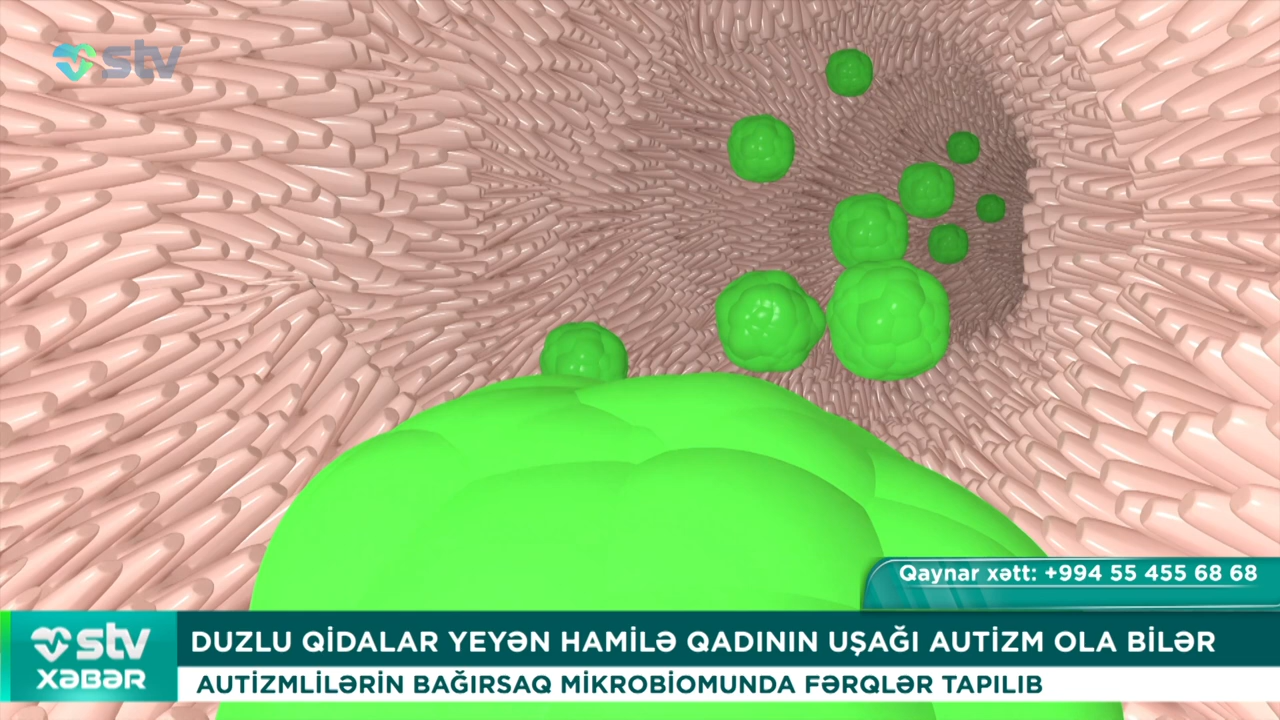 stv
Qaynar xətt: +994 55 455 68 68
stv
XƏBƏR
DUZLU QİDALAR YEYƏN HAMİLƏ QADININ UŞAĞI AUTİZM OLA BİLƏR
AUTİZMLİLƏRİN BAĞIRSAQ MİKROBİOMUNDA FƏRQLƏR TAPILIB